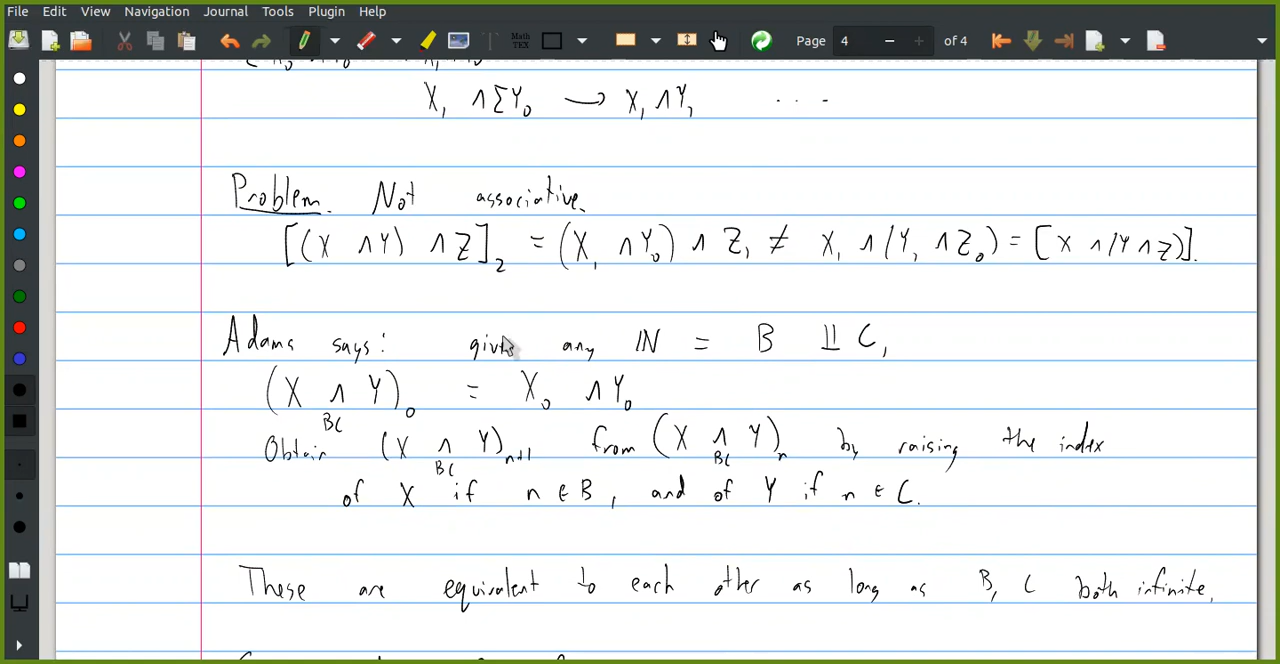 File Edit View Navigation Journal Tools Plugin Help
Math TEX Page 4 − + of 4
X₁ ∧ ΣY₀ → X₁ ∧ Y₁ . . .
Problem. Not associative.
[(X ∧ Y) ∧ Z]₂ = (X₁ ∧ Y₀) ∧ Z₁ ≠ X₁ ∧ (Y₁ ∧ Z₀) = [X ∧ (Y ∧ Z)].
Adams says: given any ℕ = B ⨿ C,
(X ∧_BC Y)₀ = X₀ ∧ Y₀
Obtain (X ∧_BC Y)ₙ₊₁ from (X ∧_BC Y)ₙ by raising the index
of X if n ∈ B, and of Y if n ∈ C.
These are equivalent to each other as long as B, C both infinite.